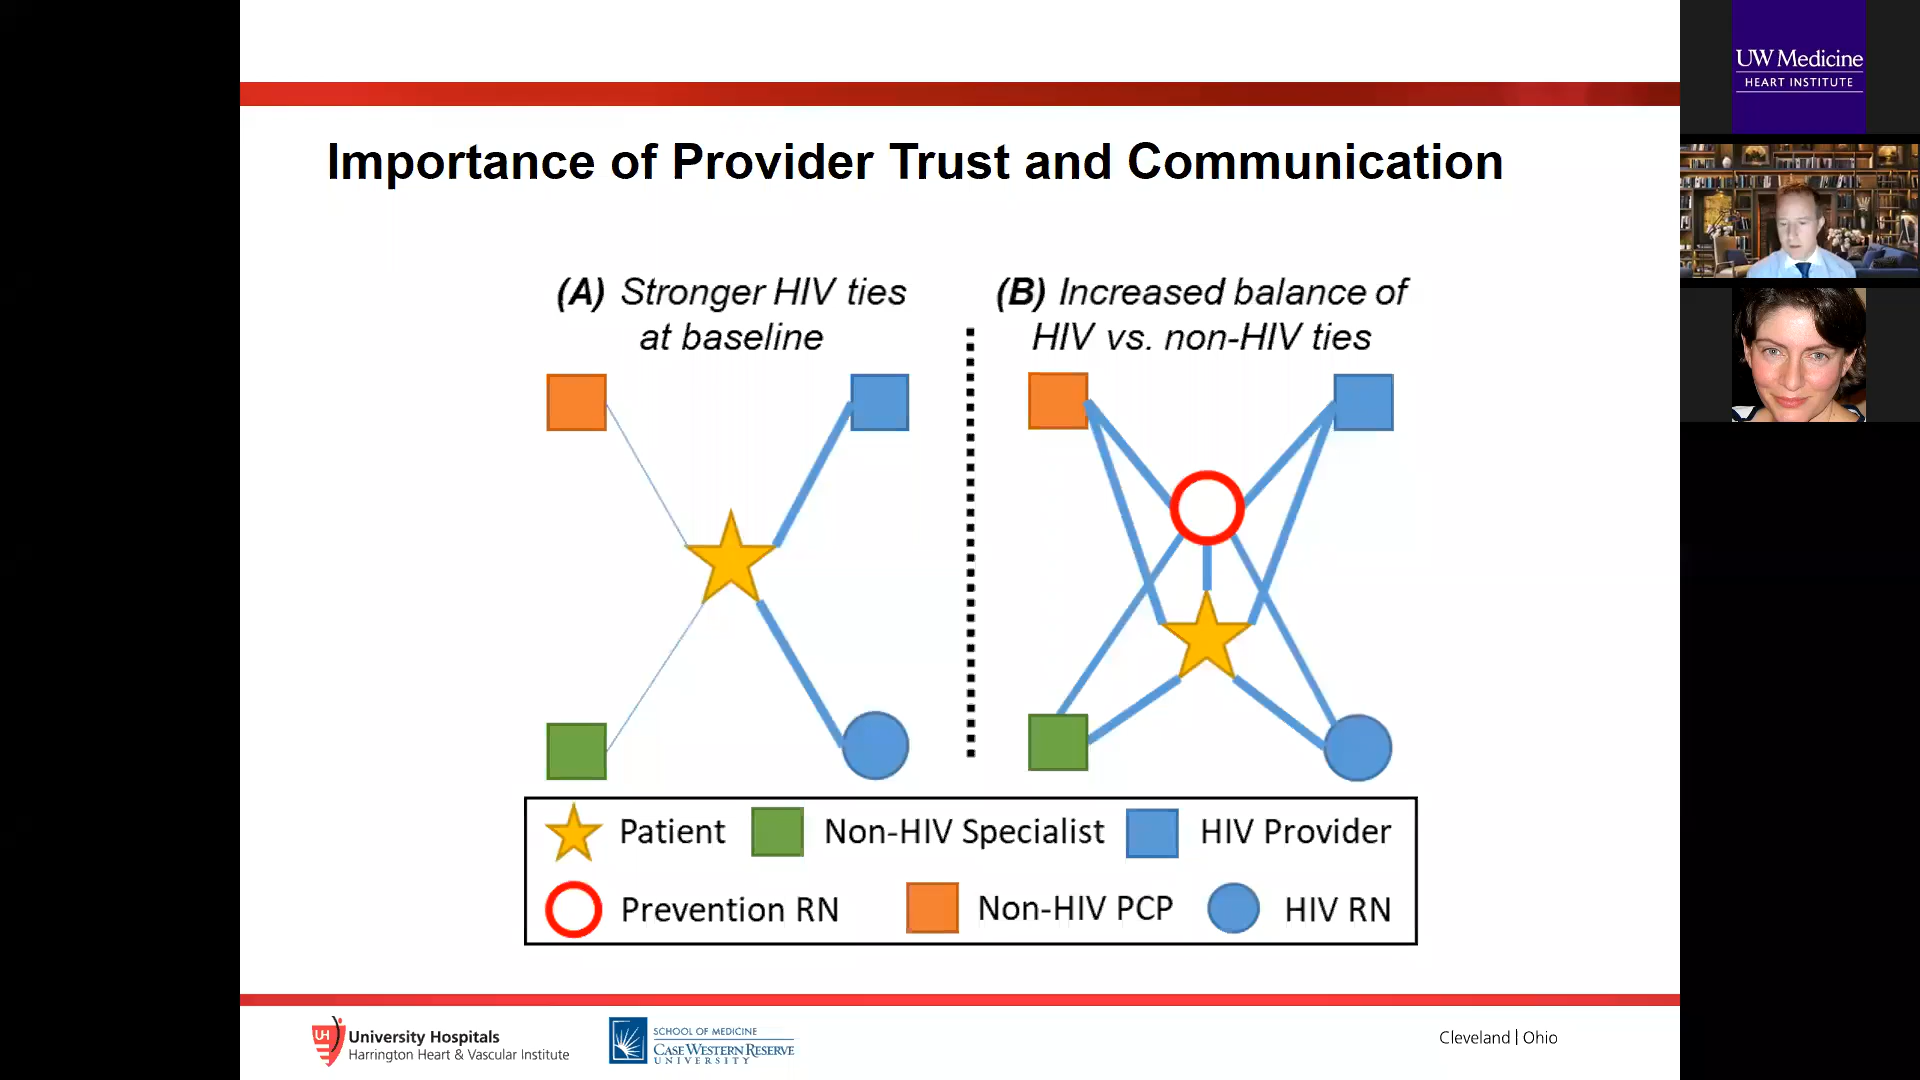 Importance of Provider Trust and Communication
(A) Stronger HIV ties
at baseline
(B) Increased balance of
HIV vs. non-HIV ties
Patient
Non-HIV Specialist
HIV Provider
Prevention RN
Non-HIV PCP
HIV RN
UH
University Hospitals
Harrington Heart & Vascular Institute
SCHOOL OF MEDICINE
CASE WESTERN RESERVE
UNIVERSITY
Cleveland | Ohio
UW Medicine
HEART INSTITUTE